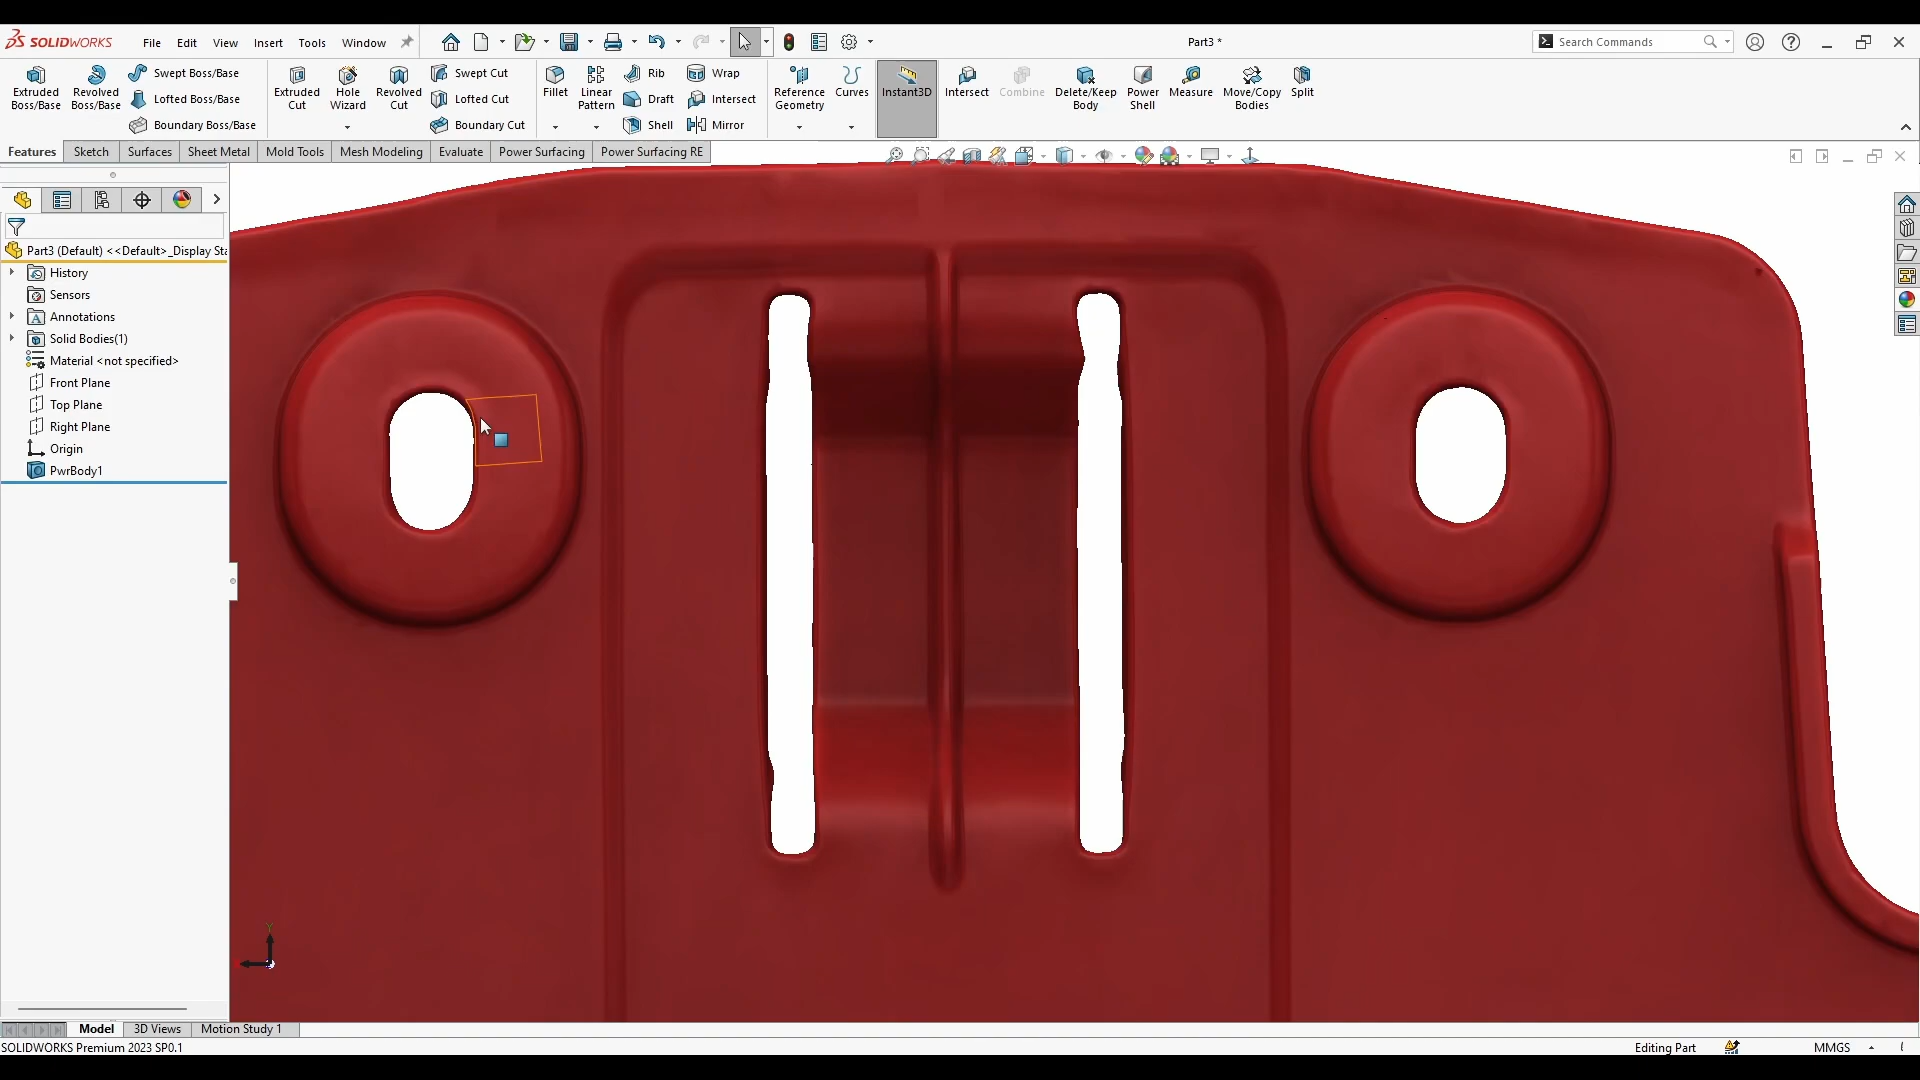 SOLIDWORKS File Edit View Insert Tools Window Part3 * Search Commands
Extruded Boss/Base
Revolved Boss/Base
Swept Boss/Base
Lofted Boss/Base
Boundary Boss/Base
Extruded Cut
Hole Wizard
Revolved Cut
Swept Cut
Lofted Cut
Boundary Cut
Fillet
Linear Pattern
Rib
Draft
Shell
Wrap
Intersect
Mirror
Reference Geometry
Curves
Instant3D
Intersect
Combine
Delete/Keep Body
Power Shell
Measure
Move/Copy Bodies
Split
Features Sketch Surfaces Sheet Metal Mold Tools Mesh Modeling Evaluate Power Surfacing Power Surfacing RE
Part3 (Default) <<Default>_Display Sta
History
Sensors
Annotations
Solid Bodies(1)
Material <not specified>
Front Plane
Top Plane
Right Plane
Origin
PwrBody1
Y
Model 3D Views Motion Study 1
SOLIDWORKS Premium 2023 SP0.1 Editing Part MMGS